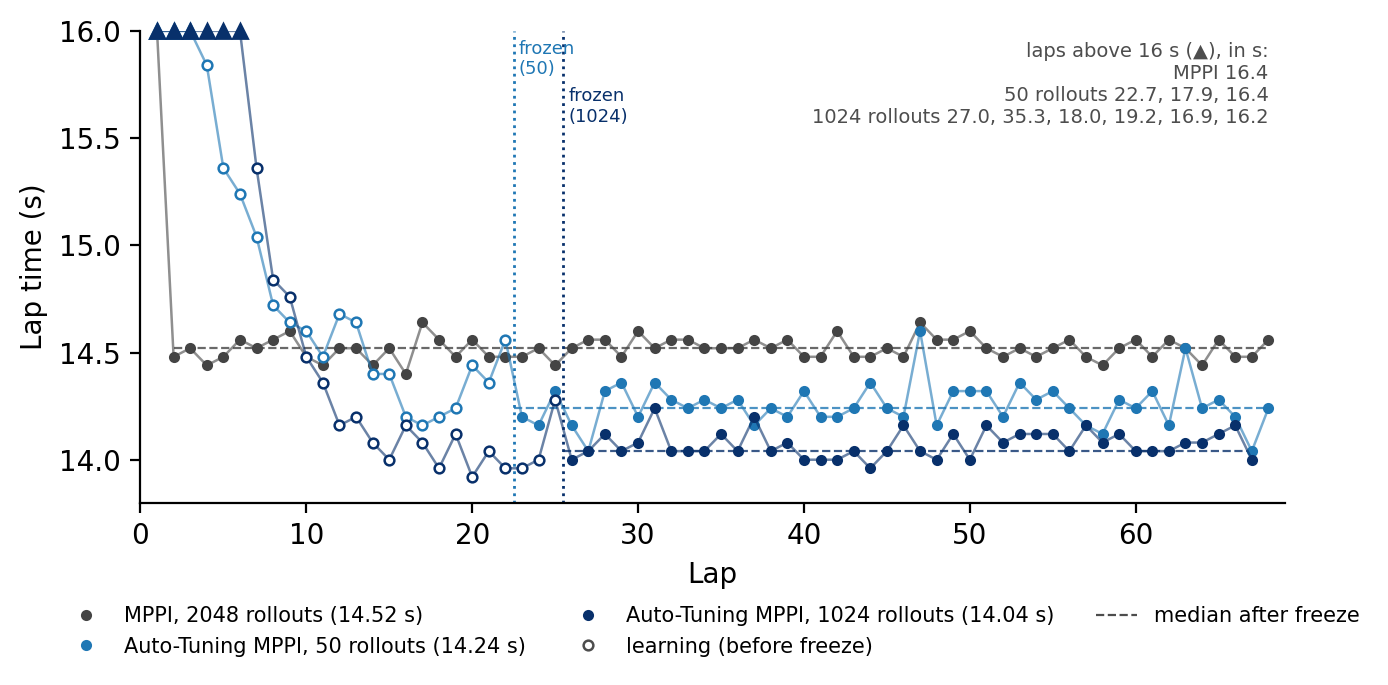 16.0
15.5
15.0
14.5
14.0
Lap time (s)
frozen
(50)
frozen
(1024)
laps above 16 s (▲), in s:
MPPI 16.4
50 rollouts 22.7, 17.9, 16.4
1024 rollouts 27.0, 35.3, 18.0, 19.2, 16.9, 16.2
0 10 20 30 40 50 60
Lap
MPPI, 2048 rollouts (14.52 s)
Auto-Tuning MPPI, 50 rollouts (14.24 s)
Auto-Tuning MPPI, 1024 rollouts (14.04 s)
learning (before freeze)
median after freeze